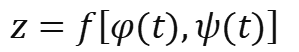 z = f[φ(t), ψ(t)]